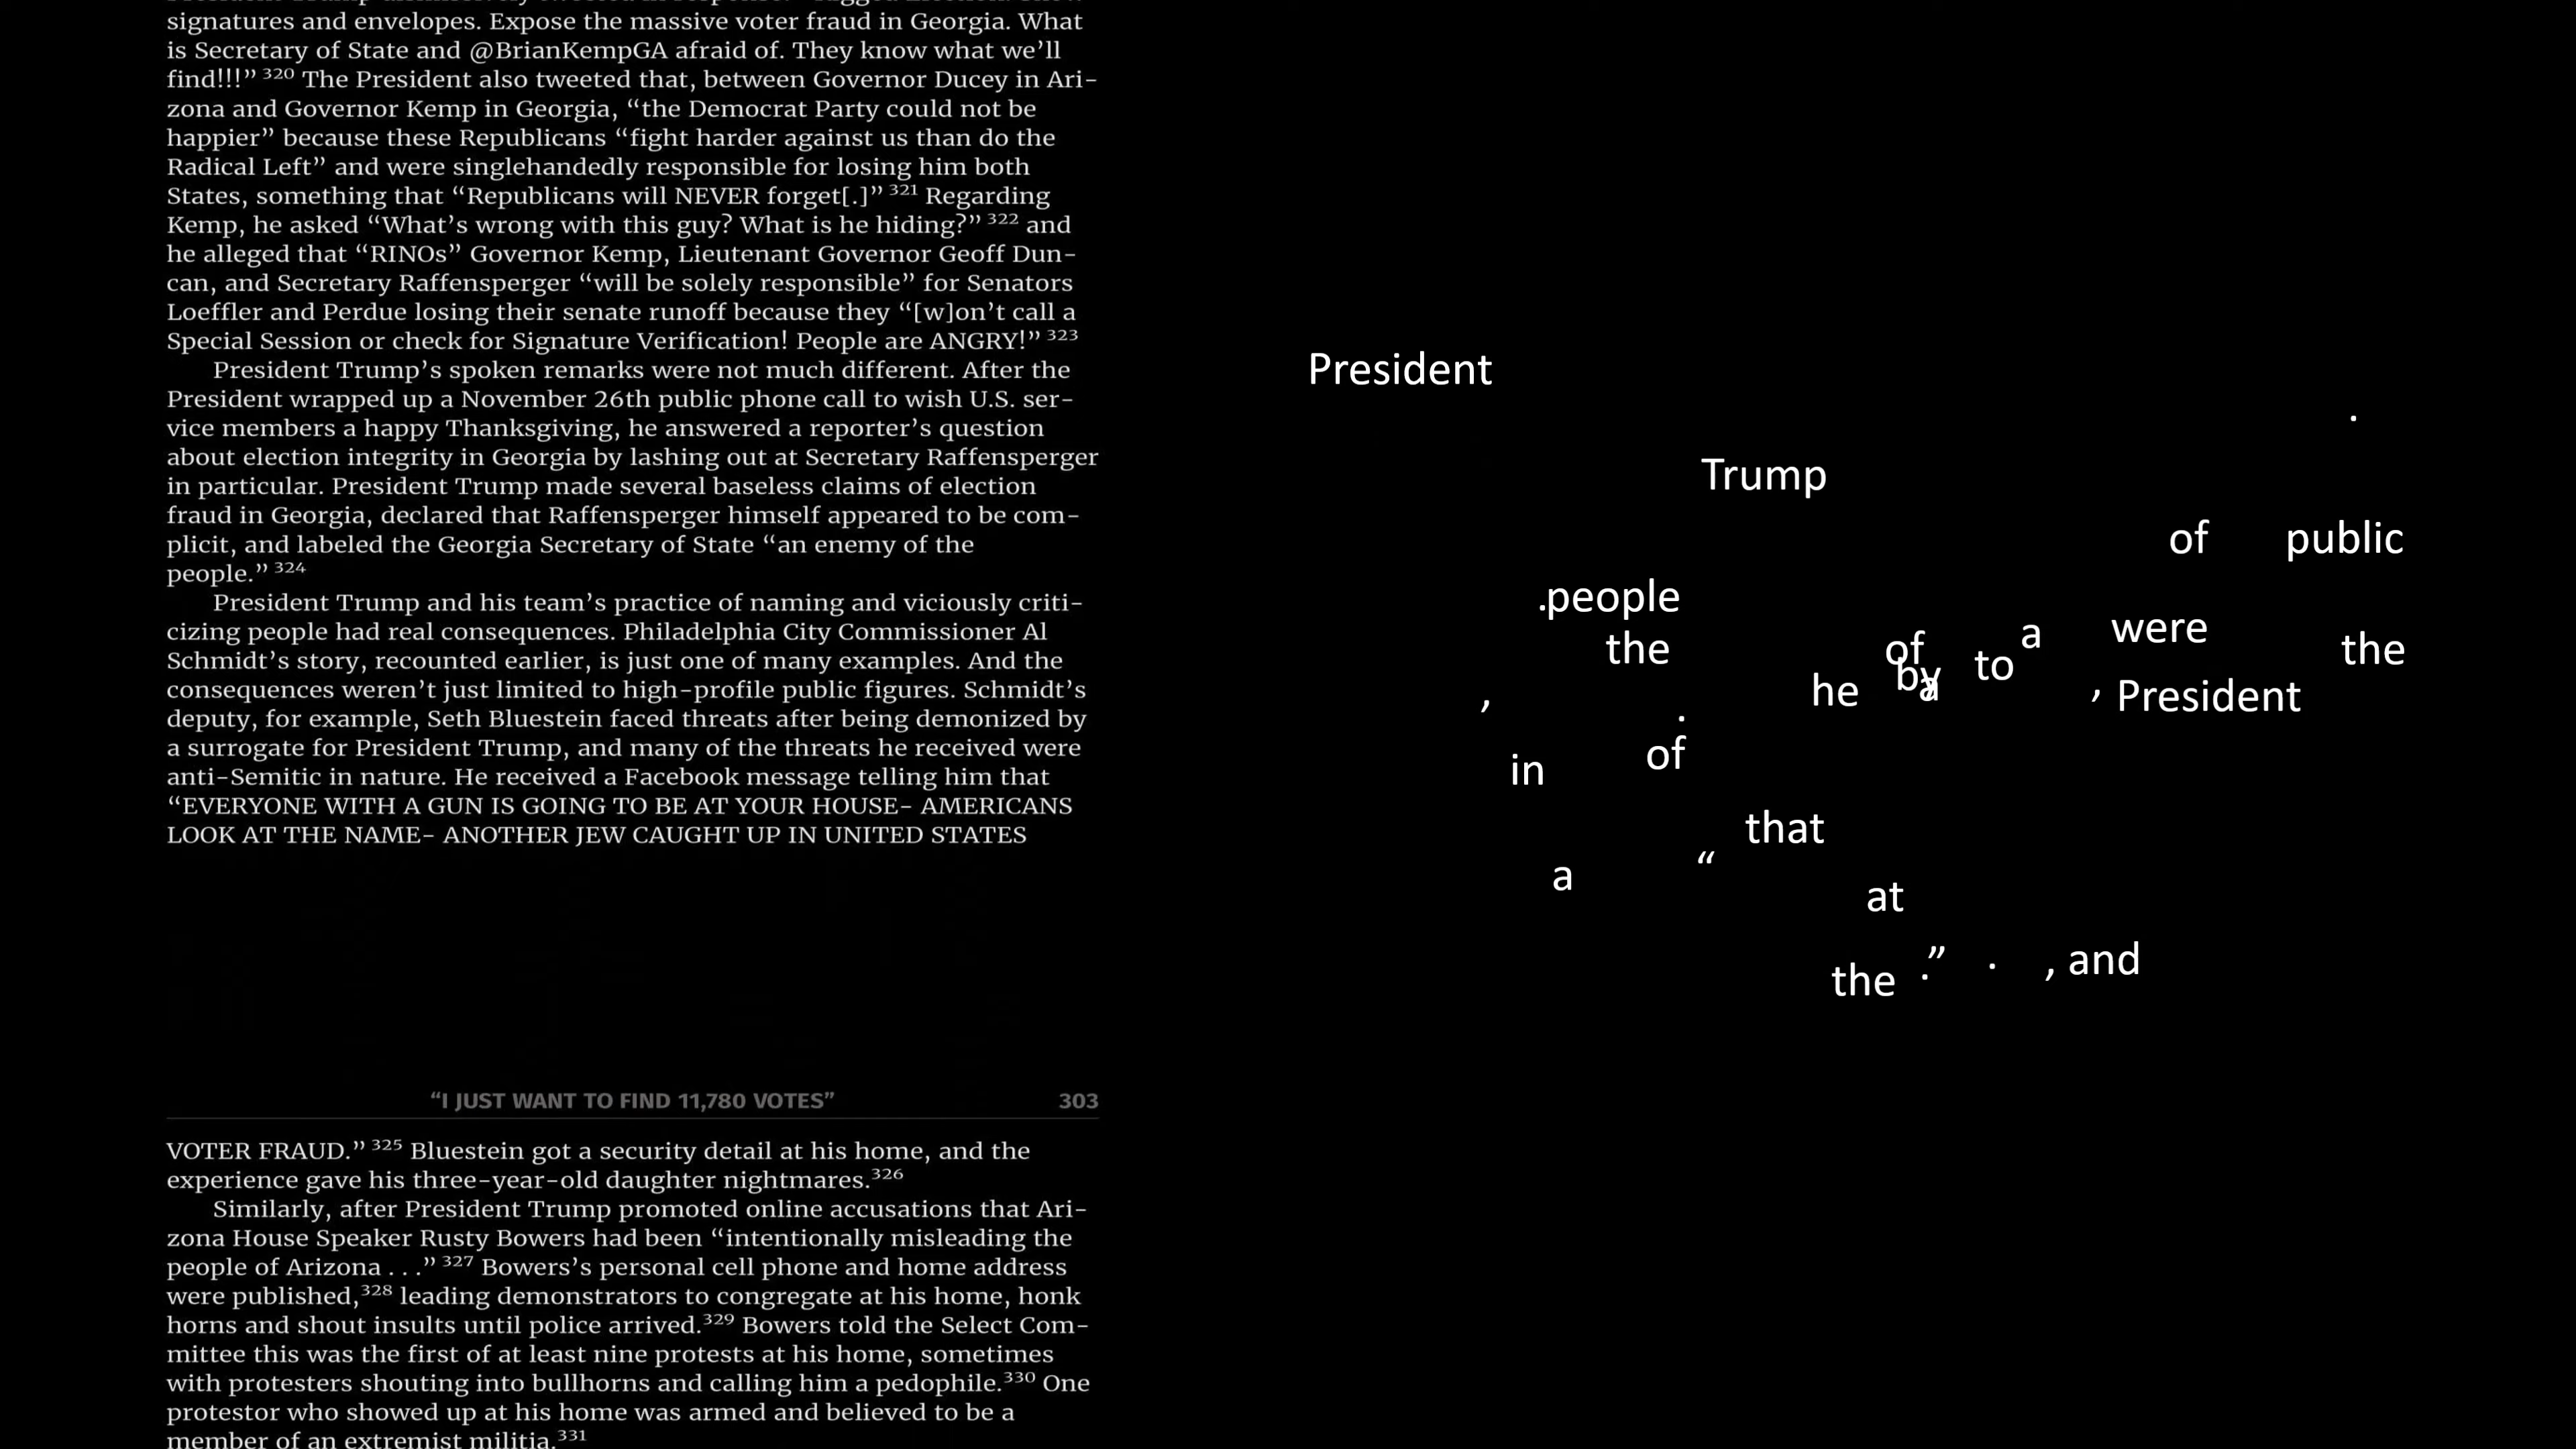 signatures and envelopes. Expose the massive voter fraud in Georgia. What
is Secretary of State and @BrianKempGA afraid of. They know what we’ll
find!!!” 320 The President also tweeted that, between Governor Ducey in Ari-
zona and Governor Kemp in Georgia, “the Democrat Party could not be
happier” because these Republicans “fight harder against us than do the
Radical Left” and were singlehandedly responsible for losing him both
States, something that “Republicans will NEVER forget[.]” 321 Regarding
Kemp, he asked “What’s wrong with this guy? What is he hiding?” 322 and
he alleged that “RINOs” Governor Kemp, Lieutenant Governor Geoff Dun-
can, and Secretary Raffensperger “will be solely responsible” for Senators
Loeffler and Perdue losing their senate runoff because they “[w]on’t call a
Special Session or check for Signature Verification! People are ANGRY!” 323
President Trump’s spoken remarks were not much different. After the
President wrapped up a November 26th public phone call to wish U.S. ser-
vice members a happy Thanksgiving, he answered a reporter’s question
about election integrity in Georgia by lashing out at Secretary Raffensperger
in particular. President Trump made several baseless claims of election
fraud in Georgia, declared that Raffensperger himself appeared to be com-
plicit, and labeled the Georgia Secretary of State “an enemy of the
people.” 324
President Trump and his team’s practice of naming and viciously criti-
cizing people had real consequences. Philadelphia City Commissioner Al
Schmidt’s story, recounted earlier, is just one of many examples. And the
consequences weren’t just limited to high-profile public figures. Schmidt’s
deputy, for example, Seth Bluestein faced threats after being demonized by
a surrogate for President Trump, and many of the threats he received were
anti-Semitic in nature. He received a Facebook message telling him that
“EVERYONE WITH A GUN IS GOING TO BE AT YOUR HOUSE- AMERICANS
LOOK AT THE NAME- ANOTHER JEW CAUGHT UP IN UNITED STATES
“I JUST WANT TO FIND 11,780 VOTES” 303
VOTER FRAUD.” 325 Bluestein got a security detail at his home, and the
experience gave his three-year-old daughter nightmares.326
Similarly, after President Trump promoted online accusations that Ari-
zona House Speaker Rusty Bowers had been “intentionally misleading the
people of Arizona . . .” 327 Bowers’s personal cell phone and home address
were published,328 leading demonstrators to congregate at his home, honk
horns and shout insults until police arrived.329 Bowers told the Select Com-
mittee this was the first of at least nine protests at his home, sometimes
with protesters shouting into bullhorns and calling him a pedophile.330 One
protestor who showed up at his home was armed and believed to be a
member of an extremist militia.331
President
.
Trump
of public
.people
a were
the of the
by to
he a , President
, .
of
in
that
“
a
at
.” . , and
the